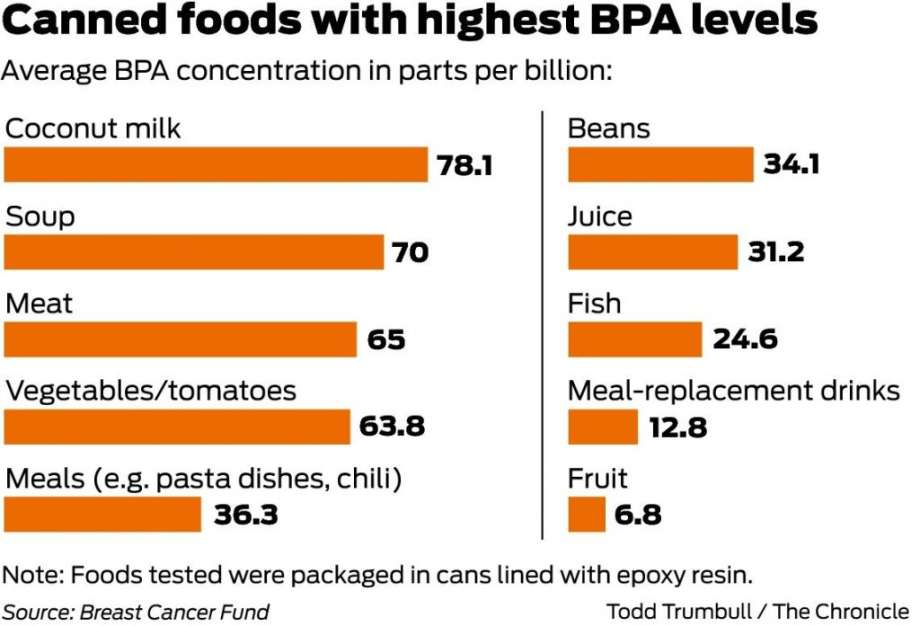 Canned foods with highest BPA levels
Average BPA concentration in parts per billion:
Coconut milk
78.1
Soup
70
Meat
65
Vegetables/tomatoes
63.8
Meals (e.g. pasta dishes, chili)
36.3
Beans
34.1
Juice
31.2
Fish
24.6
Meal-replacement drinks
12.8
Fruit
6.8
Note: Foods tested were packaged in cans lined with epoxy resin.
Source: Breast Cancer Fund
Todd Trumbull / The Chronicle